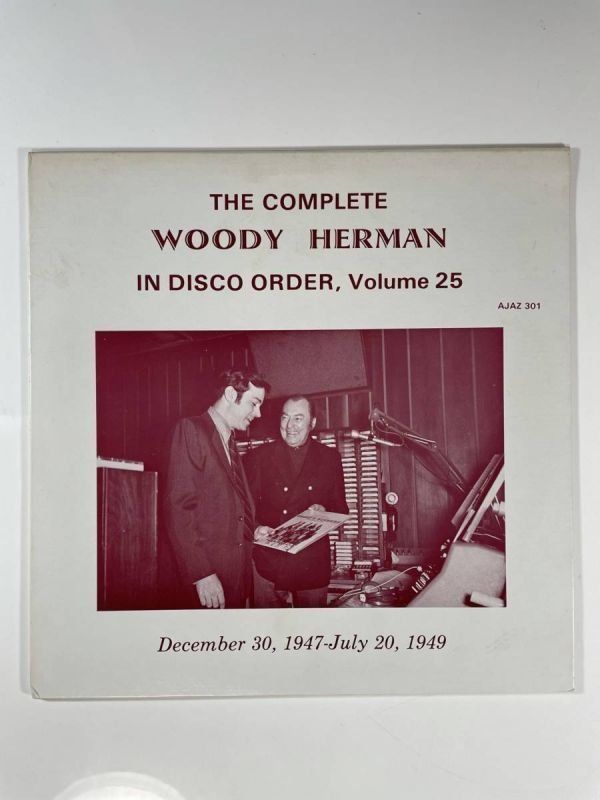 THE COMPLETE
WOODY HERMAN
IN DISCO ORDER, Volume 25
AJAZ 301
December 30, 1947-July 20, 1949